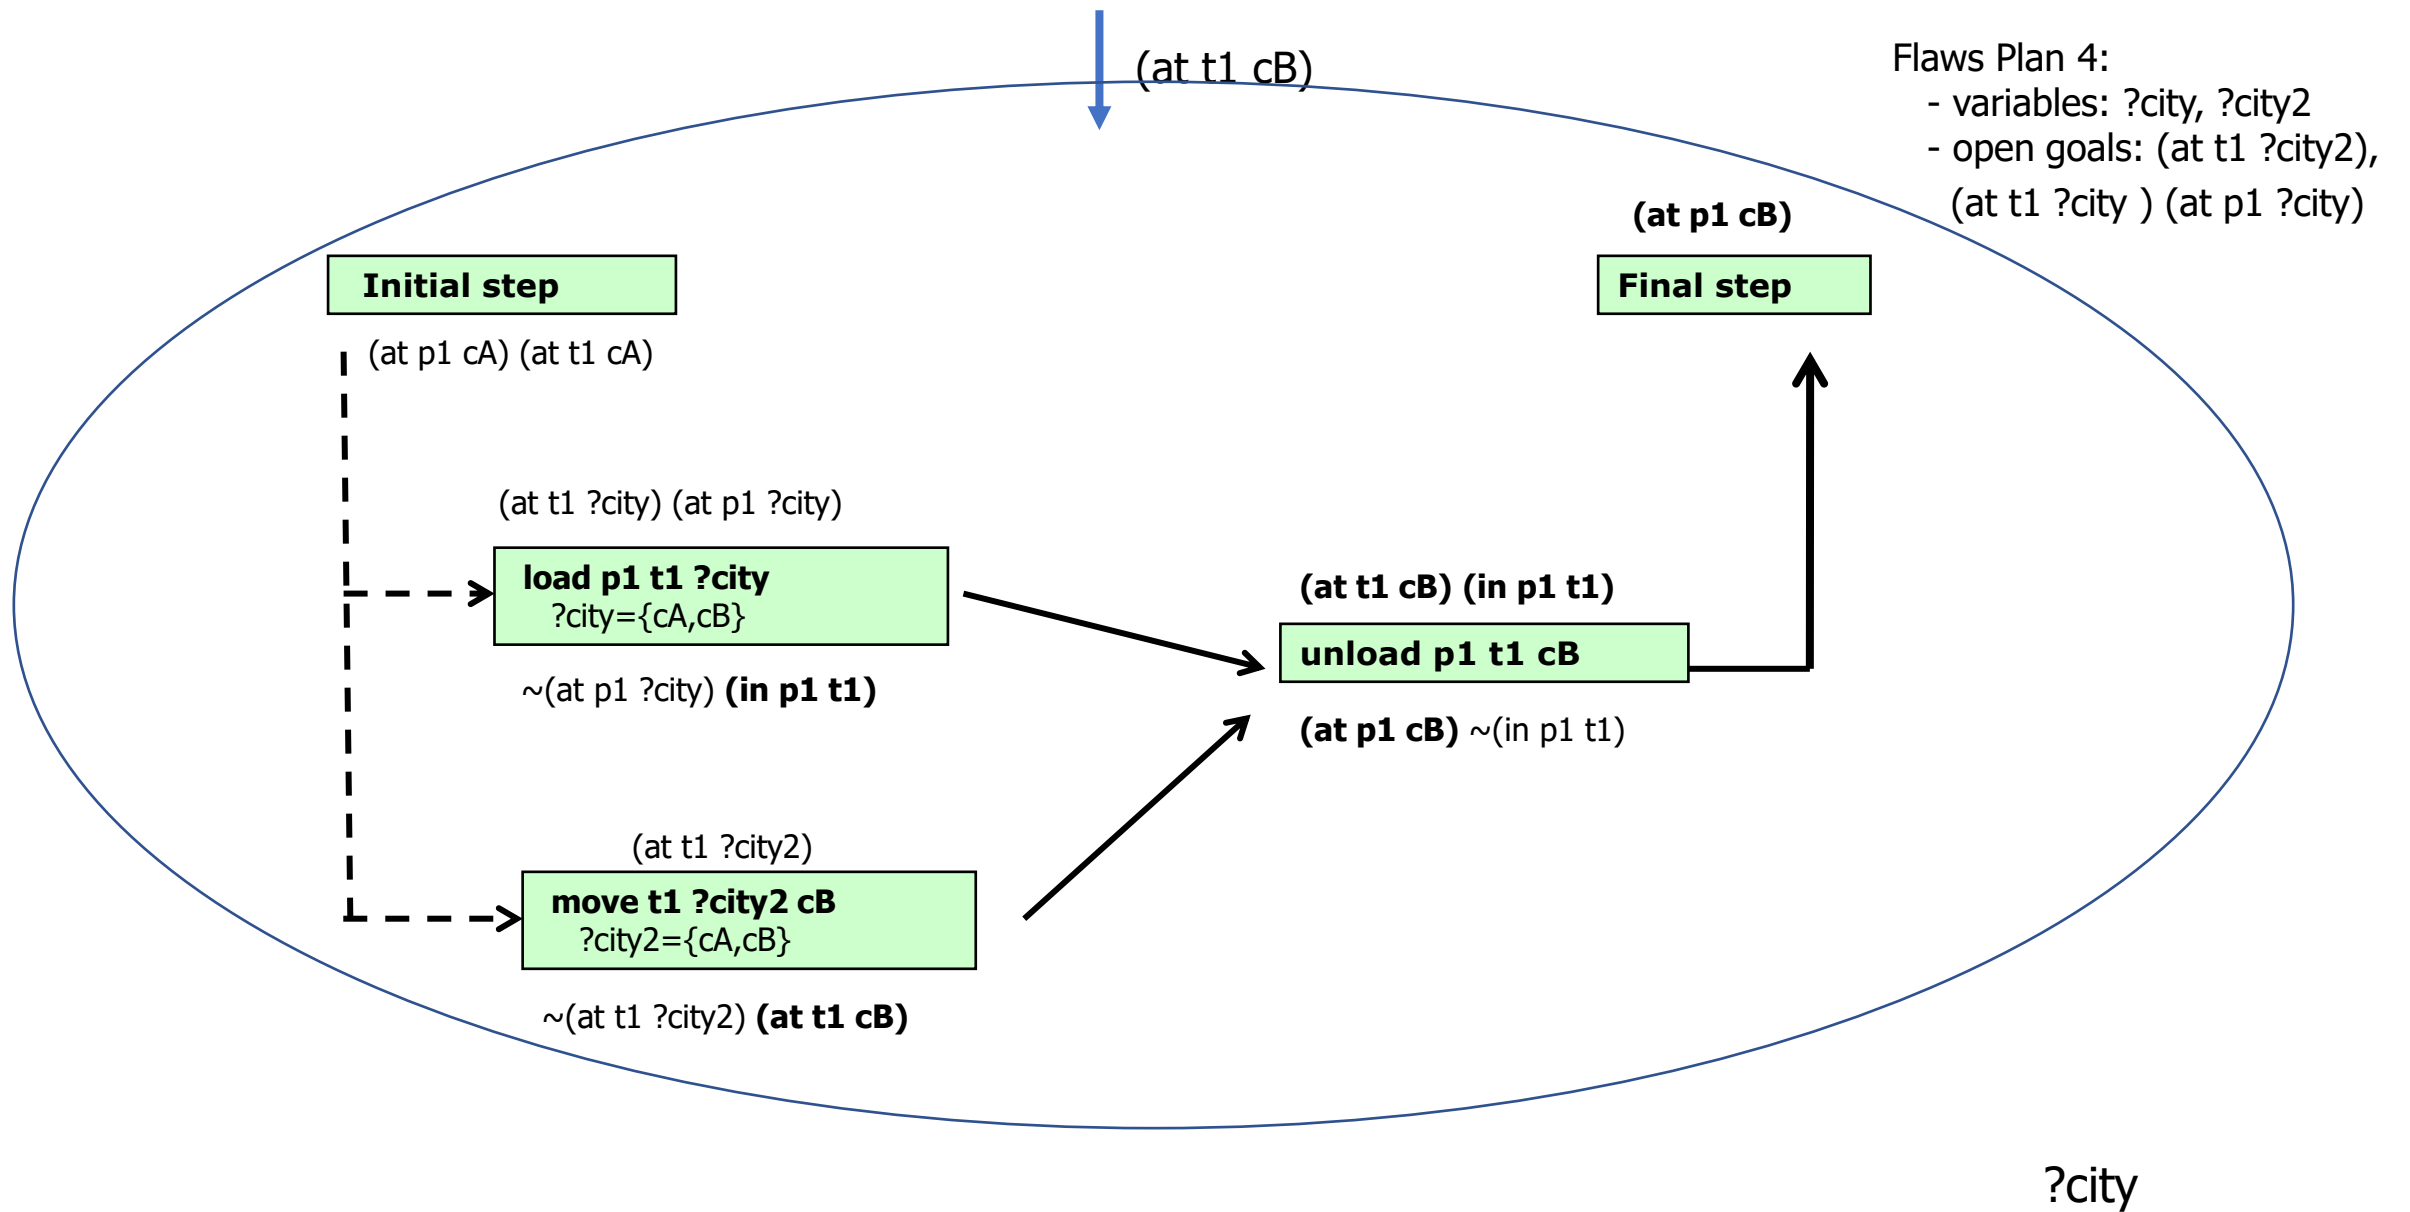 (at t1 cB)
Flaws Plan 4:
- variables: ?city, ?city2
- open goals: (at t1 ?city2),
(at t1 ?city ) (at p1 ?city)
(at p1 cB)
Initial step
Final step
(at p1 cA) (at t1 cA)
(at t1 ?city) (at p1 ?city)
load p1 t1 ?city
?city={cA,cB}
~(at p1 ?city) (in p1 t1)
(at t1 cB) (in p1 t1)
unload p1 t1 cB
(at p1 cB) ~(in p1 t1)
(at t1 ?city2)
move t1 ?city2 cB
?city2={cA,cB}
~(at t1 ?city2) (at t1 cB)
?city